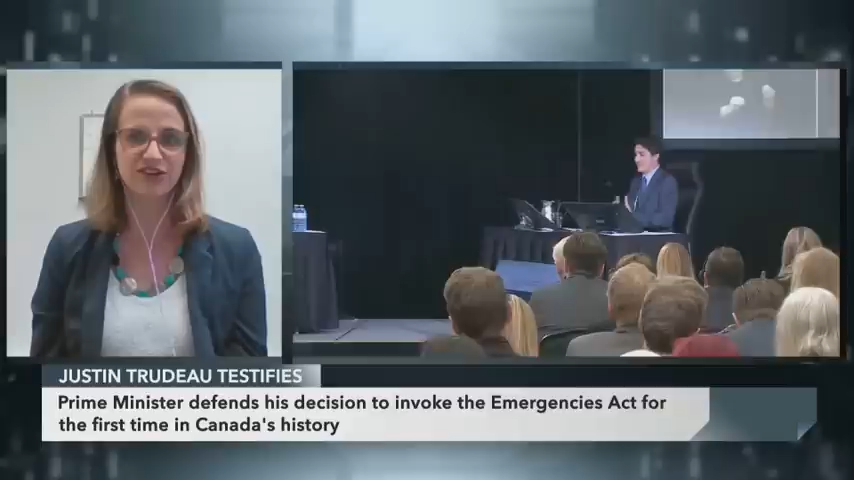 JUSTIN TRUDEAU TESTIFIES
Prime Minister defends his decision to invoke the Emergencies Act for
the first time in Canada's history